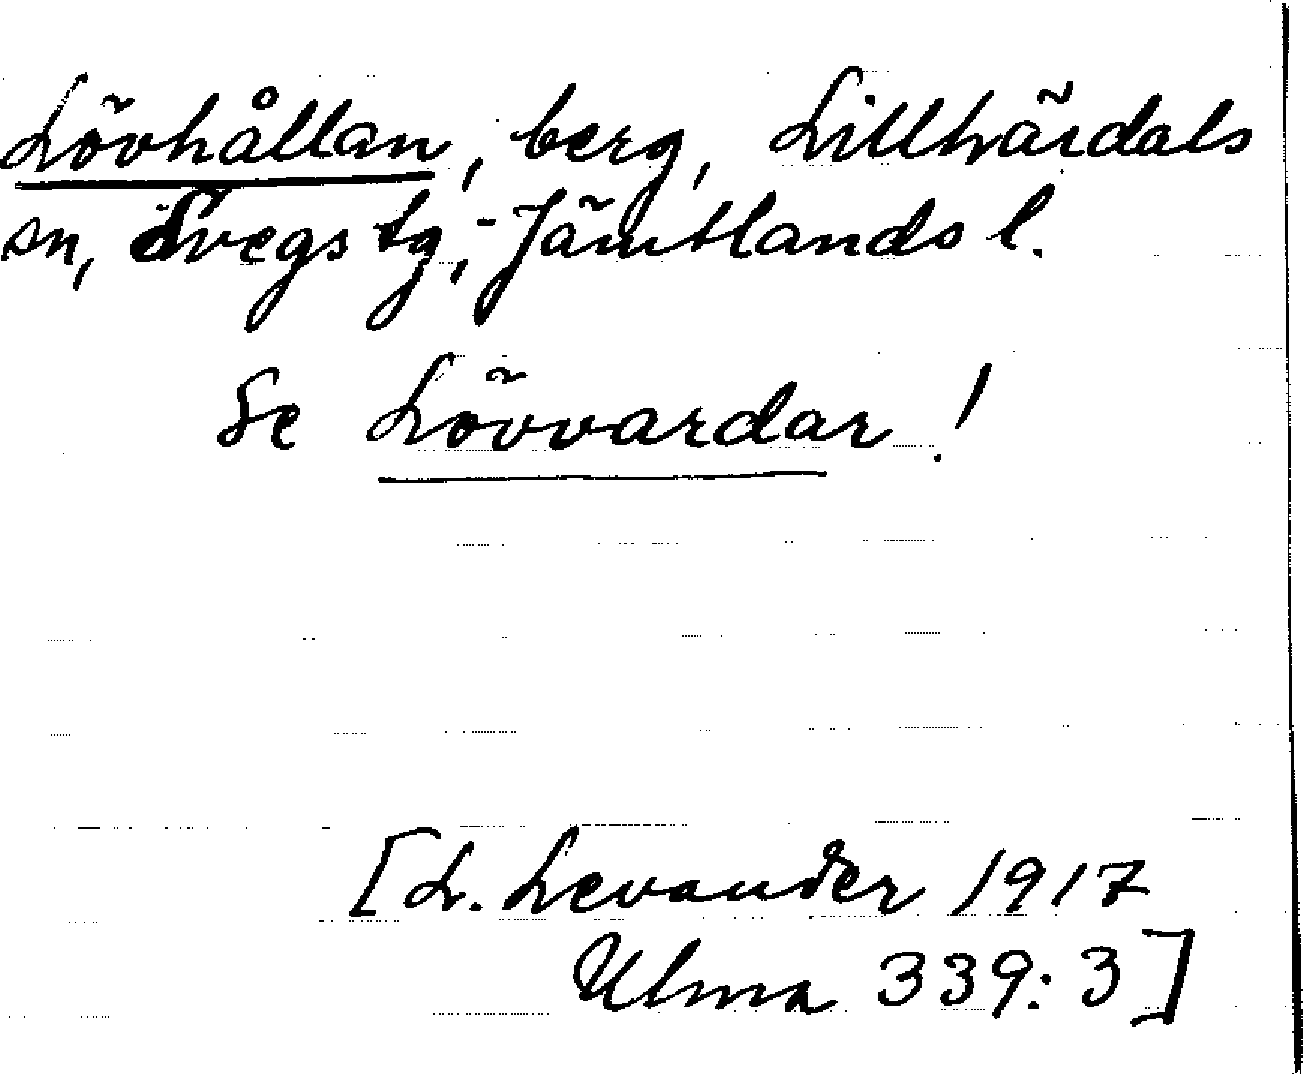 Lövhållan, berg, Lillhärdals
sn, Svegs tg, Jämtlands l.
Se Lövvardar!
[L. Levander 1917
Ulma 339:3]